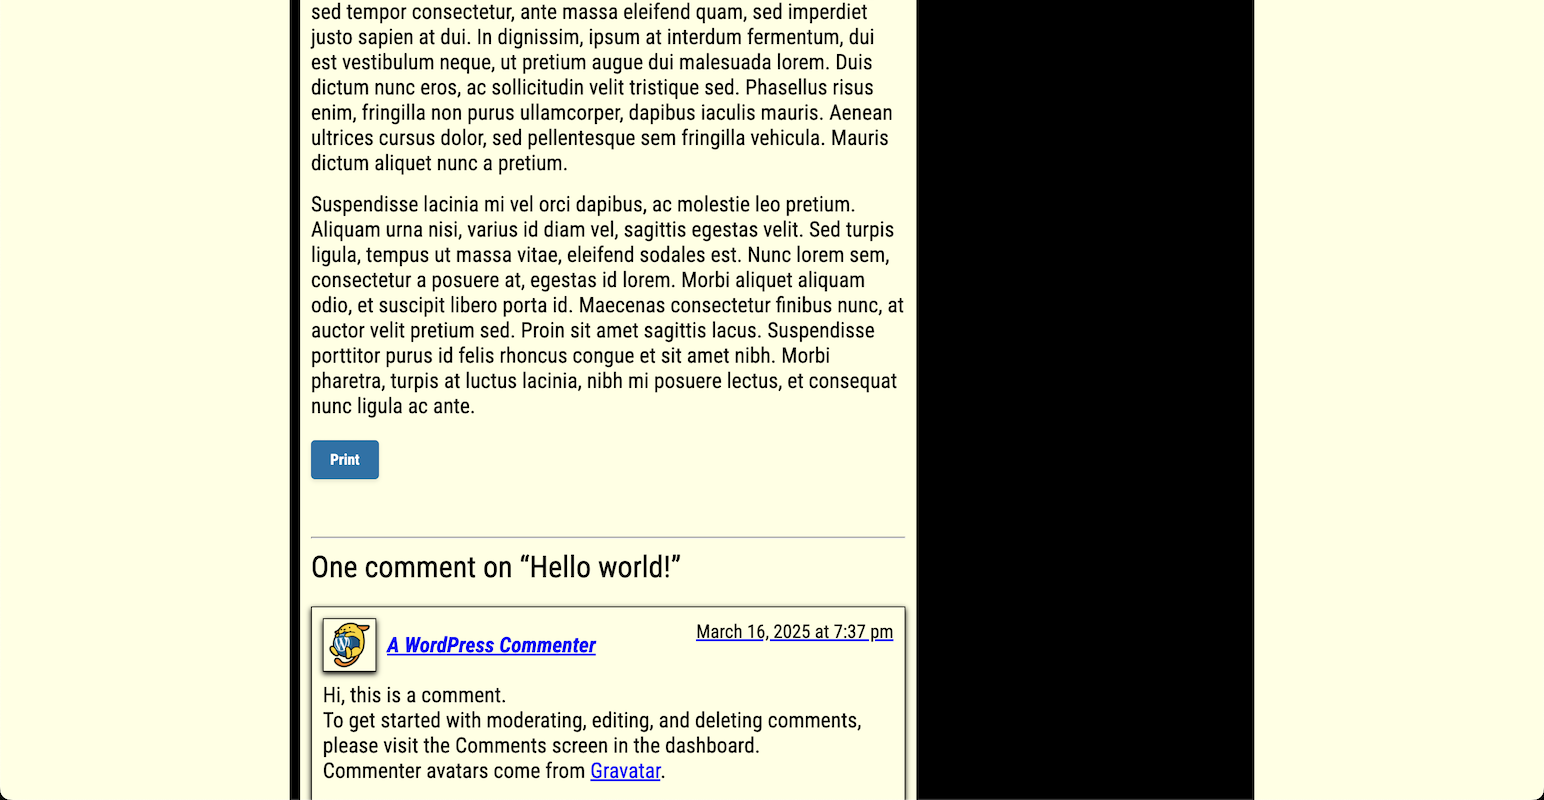 sed tempor consectetur, ante massa eleifend quam, sed imperdiet
justo sapien at dui. In dignissim, ipsum at interdum fermentum, dui
est vestibulum neque, ut pretium augue dui malesuada lorem. Duis
dictum nunc eros, ac sollicitudin velit tristique sed. Phasellus risus
enim, fringilla non purus ullamcorper, dapibus iaculis mauris. Aenean
ultrices cursus dolor, sed pellentesque sem fringilla vehicula. Mauris
dictum aliquet nunc a pretium.
Suspendisse lacinia mi vel orci dapibus, ac molestie leo pretium.
Aliquam urna nisi, varius id diam vel, sagittis egestas velit. Sed turpis
ligula, tempus ut massa vitae, eleifend sodales est. Nunc lorem sem,
consectetur a posuere at, egestas id lorem. Morbi aliquet aliquam
odio, et suscipit libero porta id. Maecenas consectetur finibus nunc, at
auctor velit pretium sed. Proin sit amet sagittis lacus. Suspendisse
porttitor purus id felis rhoncus congue et sit amet nibh. Morbi
pharetra, turpis at luctus lacinia, nibh mi posuere lectus, et consequat
nunc ligula ac ante.
Print
One comment on “Hello world!”
A WordPress Commenter
March 16, 2025 at 7:37 pm
Hi, this is a comment.
To get started with moderating, editing, and deleting comments,
please visit the Comments screen in the dashboard.
Commenter avatars come from Gravatar.